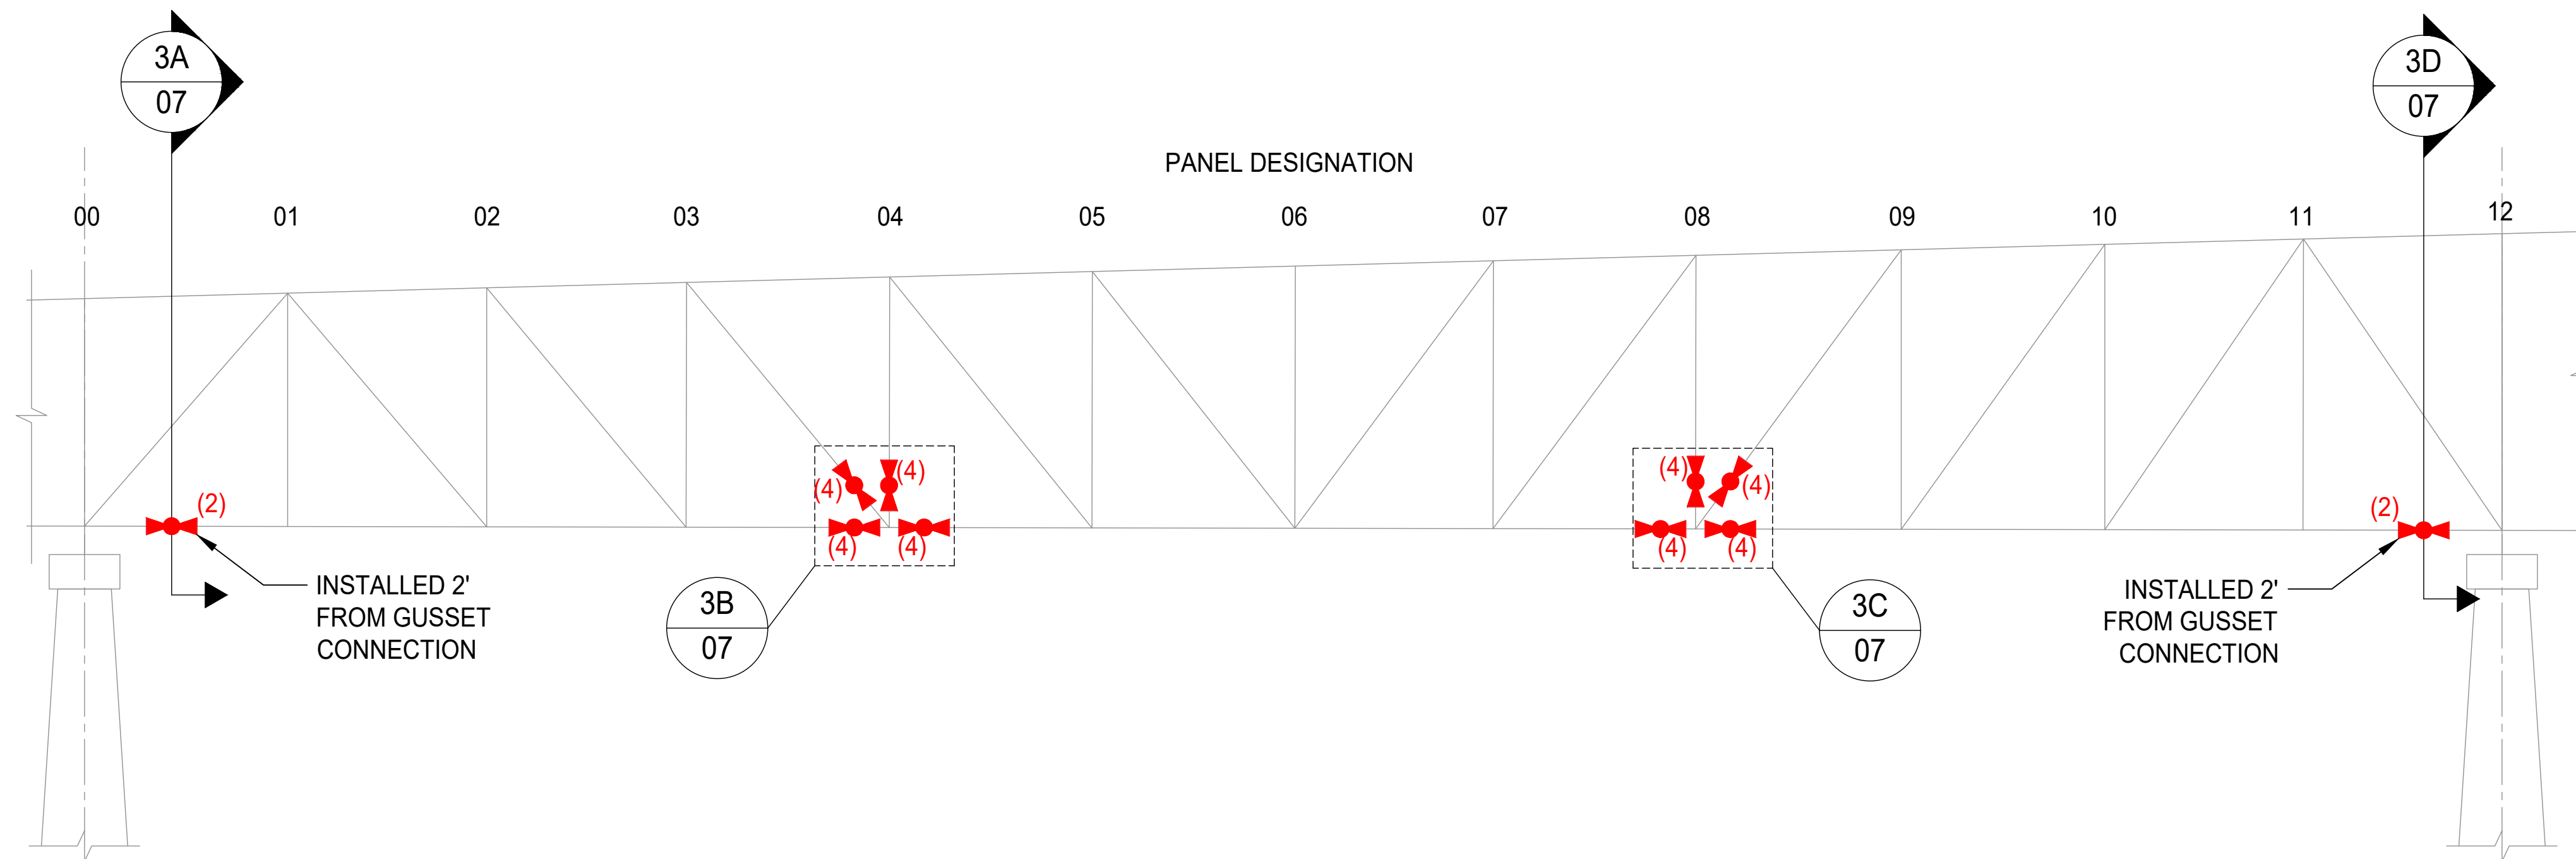 3A
07
3D
07
PANEL DESIGNATION
00 01 02 03 04 05 06 07 08 09 10 11 12
(4) (4) (4) (4)
(2) (2)
(4) (4) (4) (4)
INSTALLED 2'
FROM GUSSET
CONNECTION
3B
07
3C
07
INSTALLED 2'
FROM GUSSET
CONNECTION